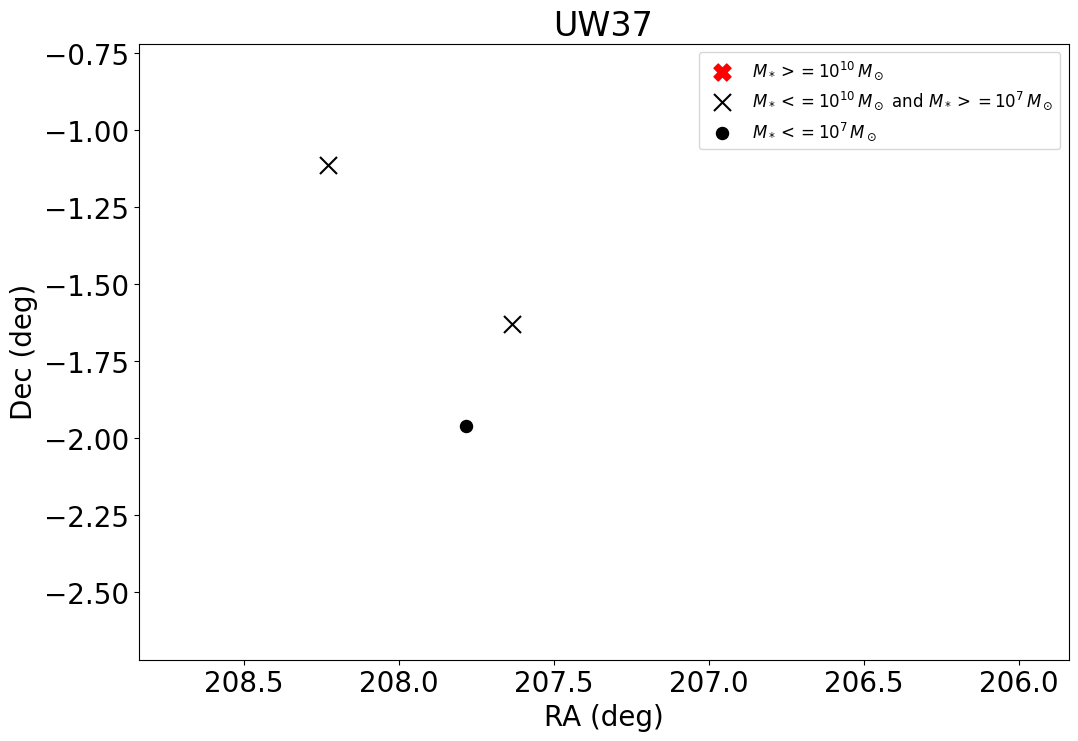 UW37
−0.75
−1.00
−1.25
−1.50
−1.75
−2.00
−2.25
−2.50
Dec (deg)
M* >= 10^10 M⊙
M* <= 10^10 M⊙ and M* >= 10^7 M⊙
M* <= 10^7 M⊙
208.5 208.0 207.5 207.0 206.5 206.0
RA (deg)